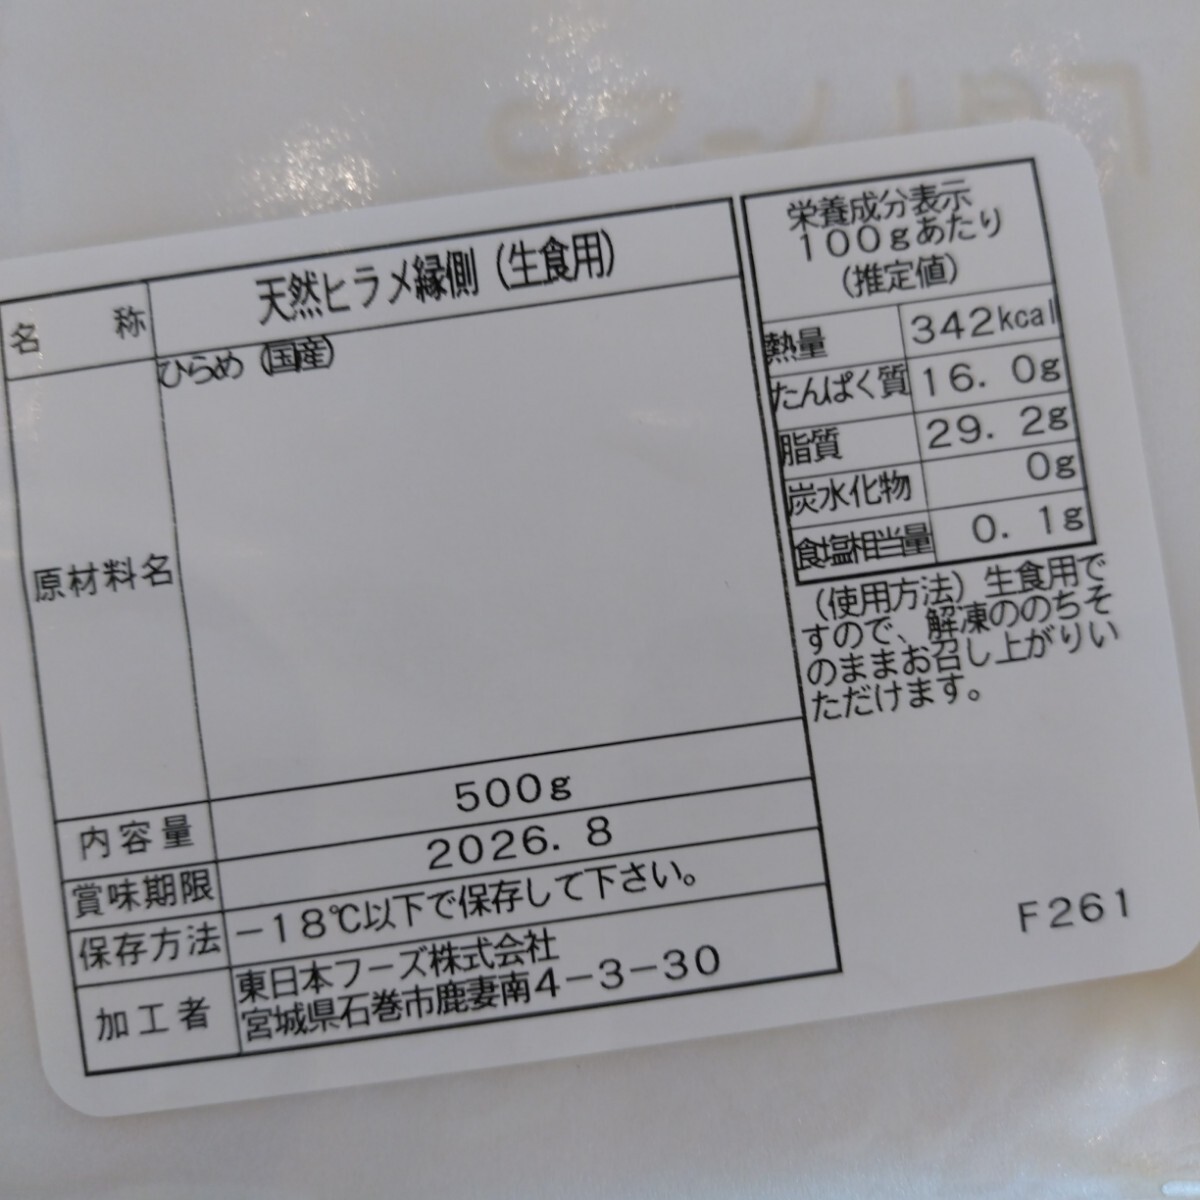 名 称 天然ヒラメ縁側（生食用）
原材料名 ひらめ（国産）
内容量 500g
賞味期限 2026. 8
保存方法 －18℃以下で保存して下さい。
加工者 東日本フーズ株式会社
宮城県石巻市鹿妻南4－3－30
栄養成分表示
100gあたり
（推定値）
熱量 342kcal
たんぱく質 16. 0g
脂質 29. 2g
炭水化物 0g
食塩相当量 0. 1g
（使用方法）生食用で
すので、解凍ののちそ
のままお召し上がりい
ただけます。
F261